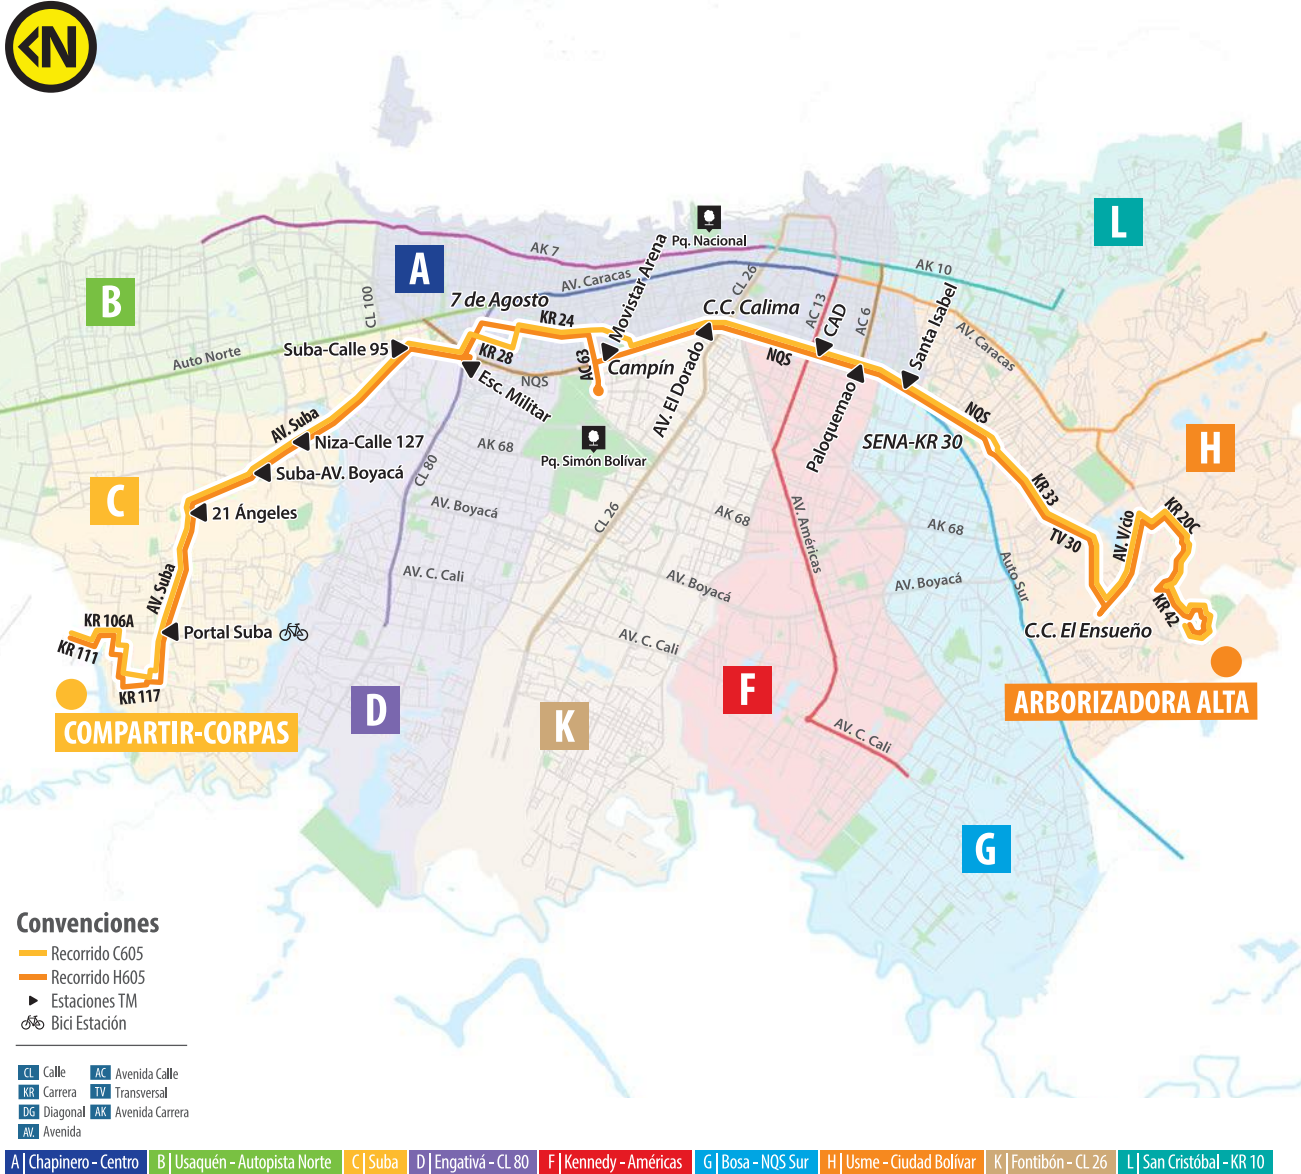 N
L
Pq. Nacional
AK 7
A
AV. Caracas
Movistar Arena
CL 26
AK 10
B
CL 100
7 de Agosto
KR 24
C.C. Calima
AC 13
CAD
AC 6
Santa Isabel
AV. Caracas
Auto Norte
Suba-Calle 95
KR 28
NQS
Esc. Militar
AC 63
Campín
AV. El Dorado
NQS
Paloquemao
NQS
AV. Suba
Niza-Calle 127
AK 68
Pq. Simón Bolívar
SENA-KR 30
H
Suba-AV. Boyacá
CL 80
C
21 Ángeles
AV. Boyacá
CL 26
AK 68
AV. Américas
AK 68
KR 33
TV 30
AV. V/cio
KR 20C
AV. Suba
AV. C. Cali
AV. Boyacá
AV. Boyacá
Auto Sur
KR 42
KR 106A
KR 111
Portal Suba
AV. C. Cali
C.C. El Ensueño
KR 117
D
F
K
ARBORIZADORA ALTA
COMPARTIR-CORPAS
AV. C. Cali
G
Convenciones
Recorrido C605
Recorrido H605
Estaciones TM
Bici Estación
CL Calle
AC Avenida Calle
KR Carrera
TV Transversal
DG Diagonal
AK Avenida Carrera
AV. Avenida
A | Chapinero - Centro B | Usaquén - Autopista Norte C | Suba D | Engativá - CL 80 F | Kennedy - Américas G | Bosa - NQS Sur H | Usme - Ciudad Bolívar K | Fontibón - CL 26 L | San Cristóbal - KR 10